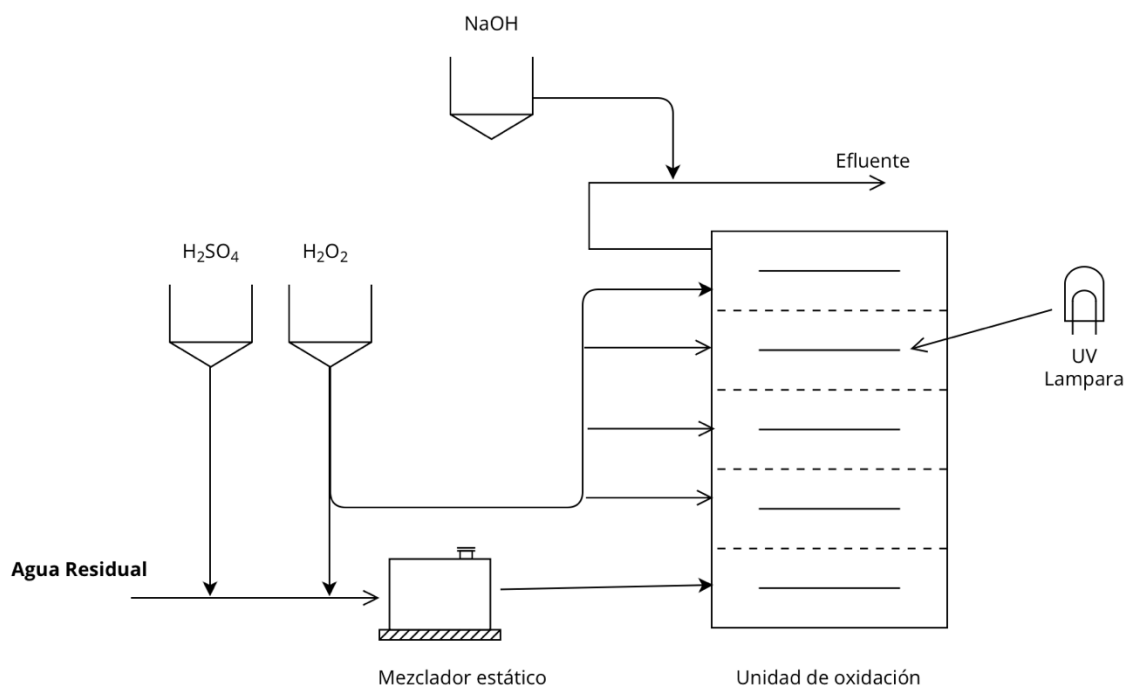 NaOH
Efluente
H₂SO₄
H₂O₂
UV
Lampara
Agua Residual
Mezclador estático
Unidad de oxidación